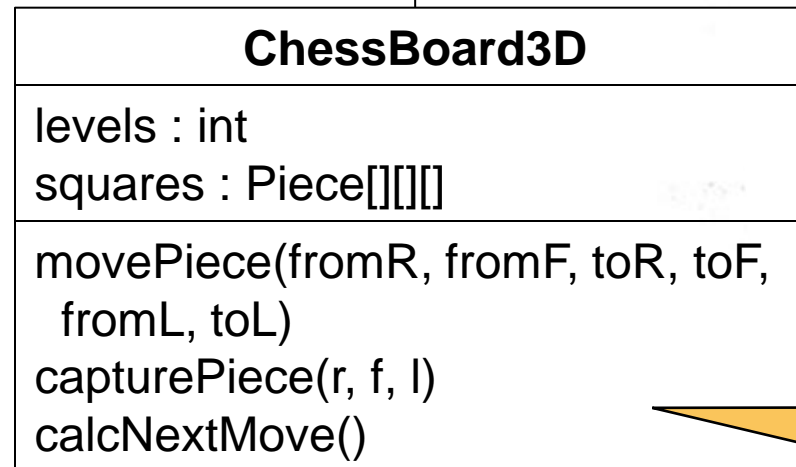 ChessBoard3D
levels : int
squares : Piece[][][]
movePiece(fromR, fromF, toR, toF,
fromL, toL)
capturePiece(r, f, l)
calcNextMove()